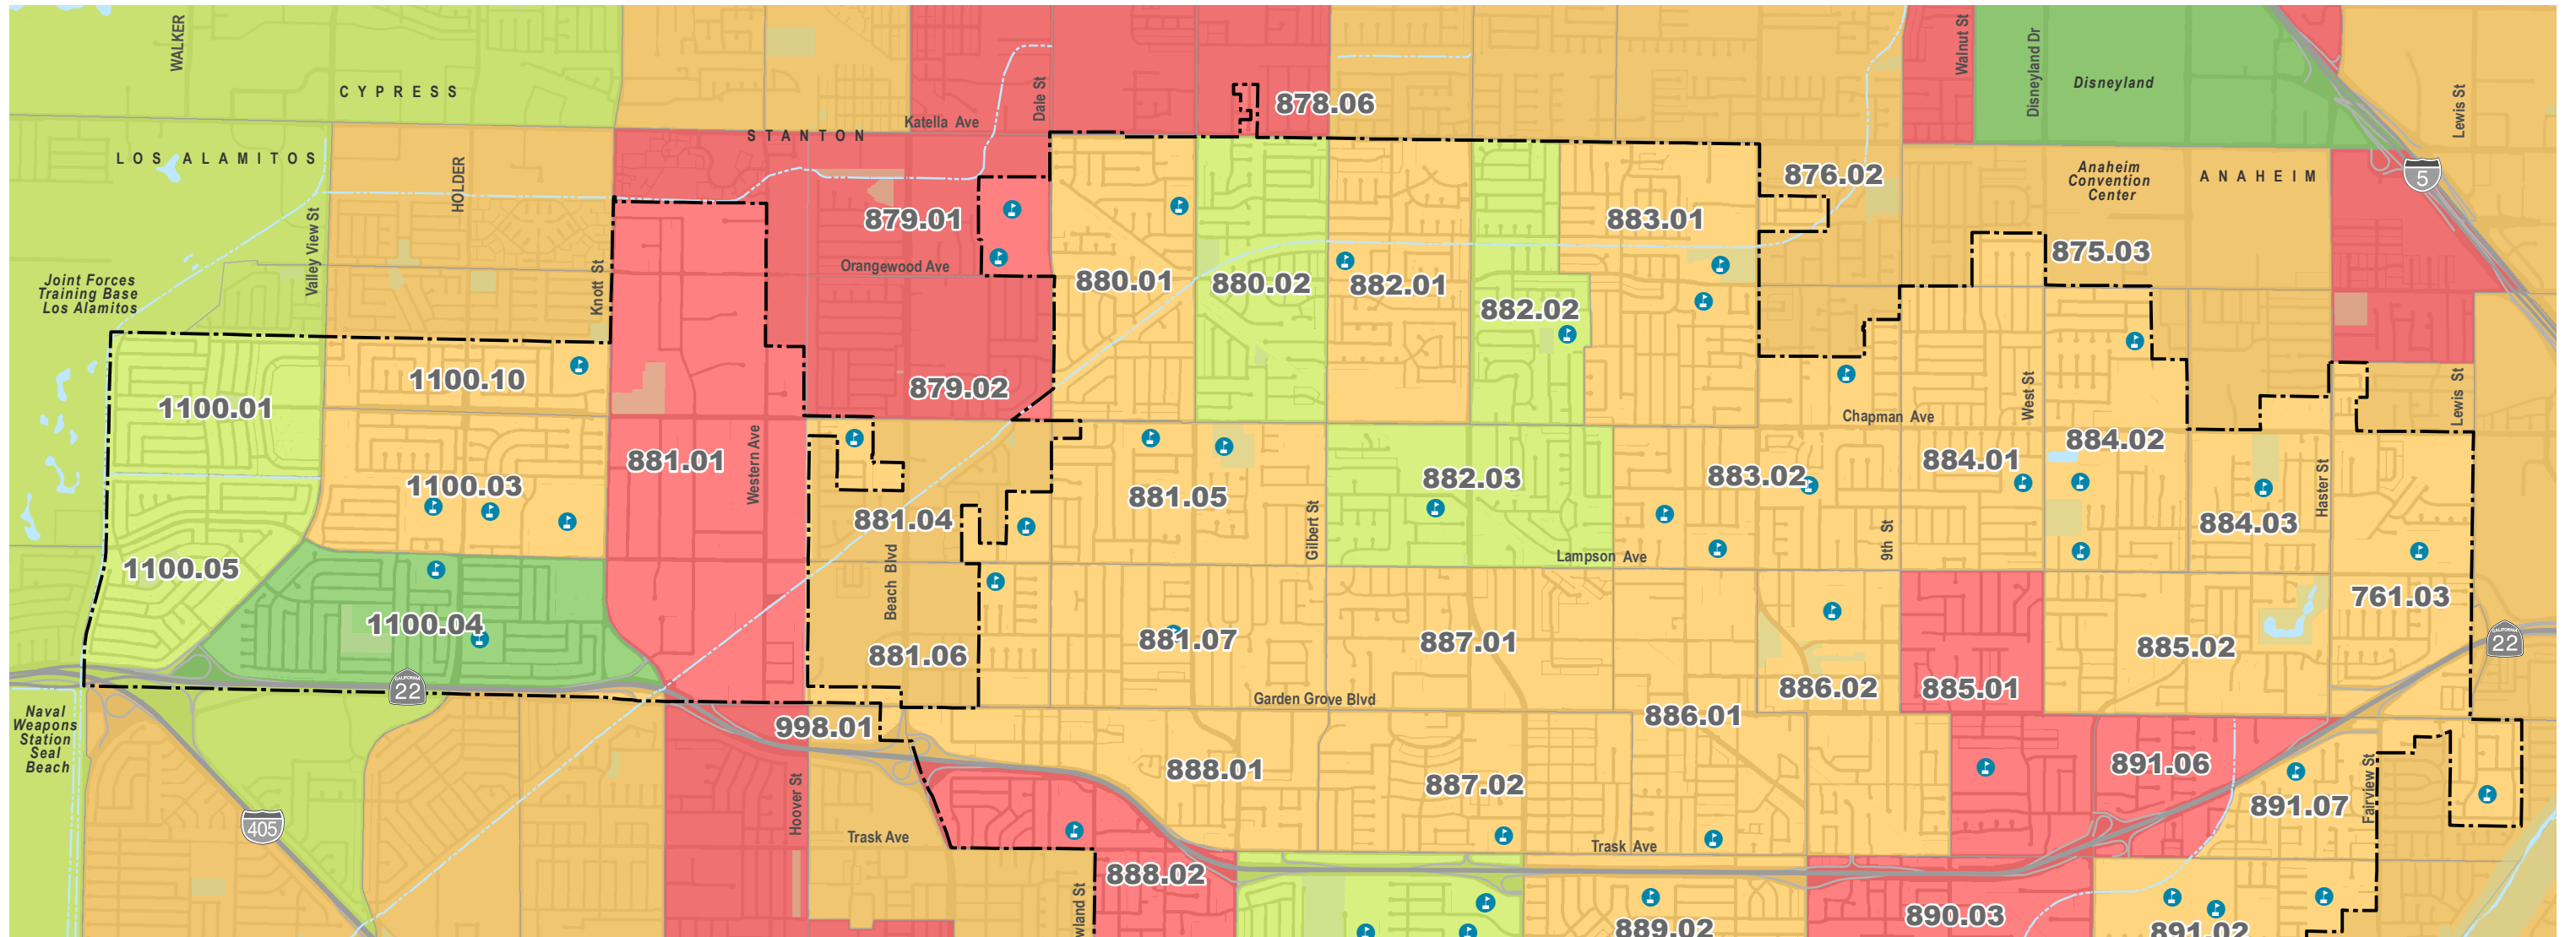 WALKER
CYPRESS
Dale St
878.06
Walnut St
Disneyland Dr
Disneyland
Lewis St
Katella Ave
STANTON
LOS ALAMITOS
HOLDER
876.02
Anaheim
Convention
Center
ANAHEIM
5
Valley View St
879.01
883.01
Knott St
Orangewood Ave
875.03
Joint Forces
Training Base
Los Alamitos
880.01
880.02
882.01
882.02
1100.10
879.02
1100.01
West St
Lewis St
Chapman Ave
884.02
Western Ave
881.01
1100.03
881.05
882.03
883.02
884.01
Haster St
881.04
Gilbert St
9th St
884.03
Lampson Ave
1100.05
Beach Blvd
761.03
1100.04
881.06
881.07
887.01
885.02
CALIFORNIA
22
CALIFORNIA
22
886.02
885.01
Garden Grove Blvd
886.01
Naval
Weapons
Station
Seal
Beach
998.01
888.01
887.02
891.06
891.07
Fairview St
Hoover St
405
Trask Ave
Trask Ave
888.02
wland St
890.03
889.02
891.02